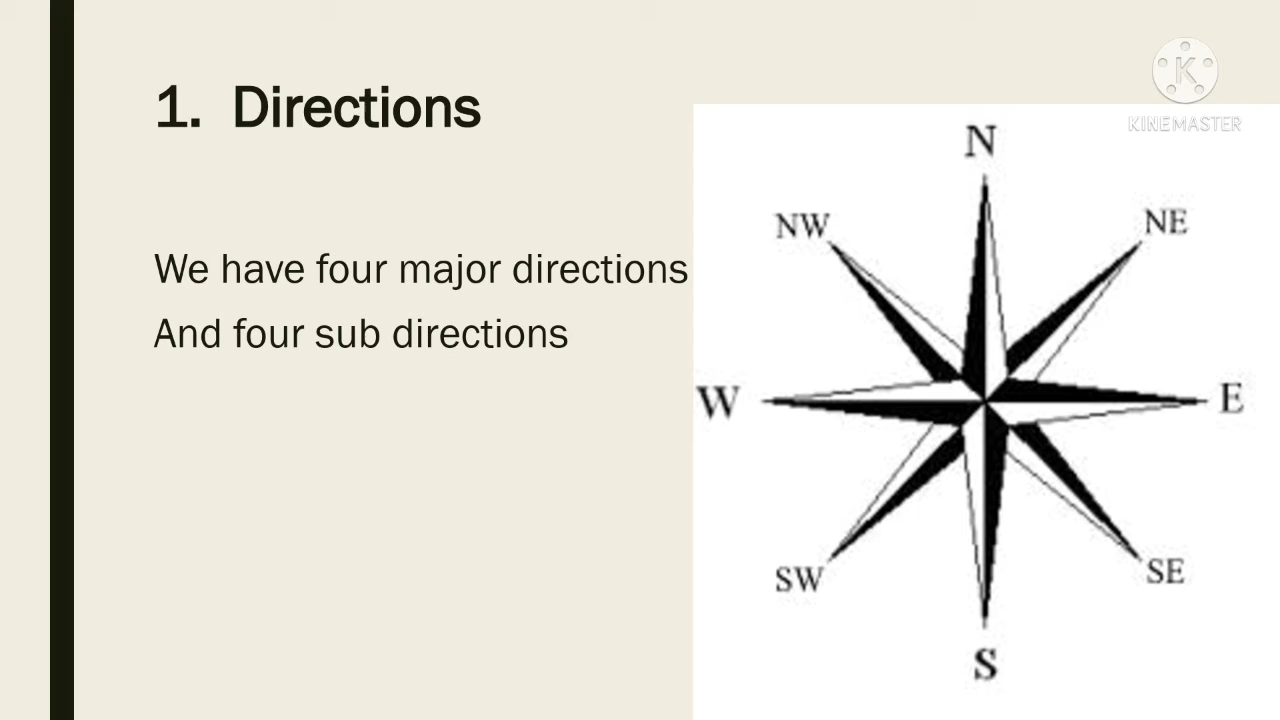 1. Directions
We have four major directions
And four sub directions
K
KINEMASTER
N
NW
NE
W
E
SW
SE
S